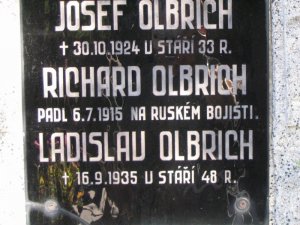 JOSEF OLBRICH
† 30.10.1924 U STÁŘÍ 33 R.
RICHARD OLBRICH
PADL 6.7.1915 NA RUSKÉM BOJIŠTI.
LADISLAU OLBRICH
† 16.9.1935 U STÁŘÍ 48 R.